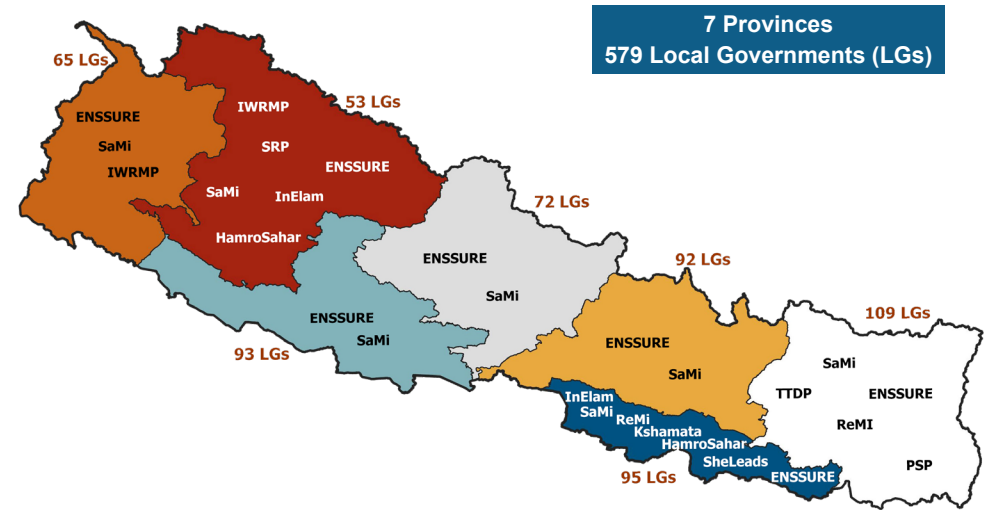 7 Provinces
579 Local Governments (LGs)
65 LGs
ENSSURE
SaMi
IWRMP
53 LGs
IWRMP
SRP
ENSSURE
SaMi
InElam
HamroSahar
72 LGs
ENSSURE
SaMi
93 LGs
ENSSURE
SaMi
92 LGs
ENSSURE
SaMi
109 LGs
SaMi
TTDP
ENSSURE
ReMI
PSP
95 LGs
InElam
SaMi
ReMi
Kshamata
HamroSahar
SheLeads
ENSSURE